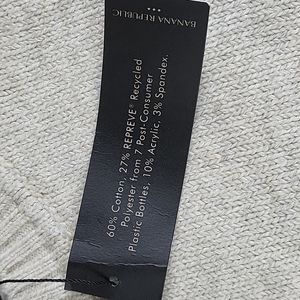 BANANA REPUBLIC
60% Cotton, 27% REPREVE® Recycled
Polyester from 7 Post-Consumer
Plastic Bottles, 10% Acrylic, 3% Spandex.